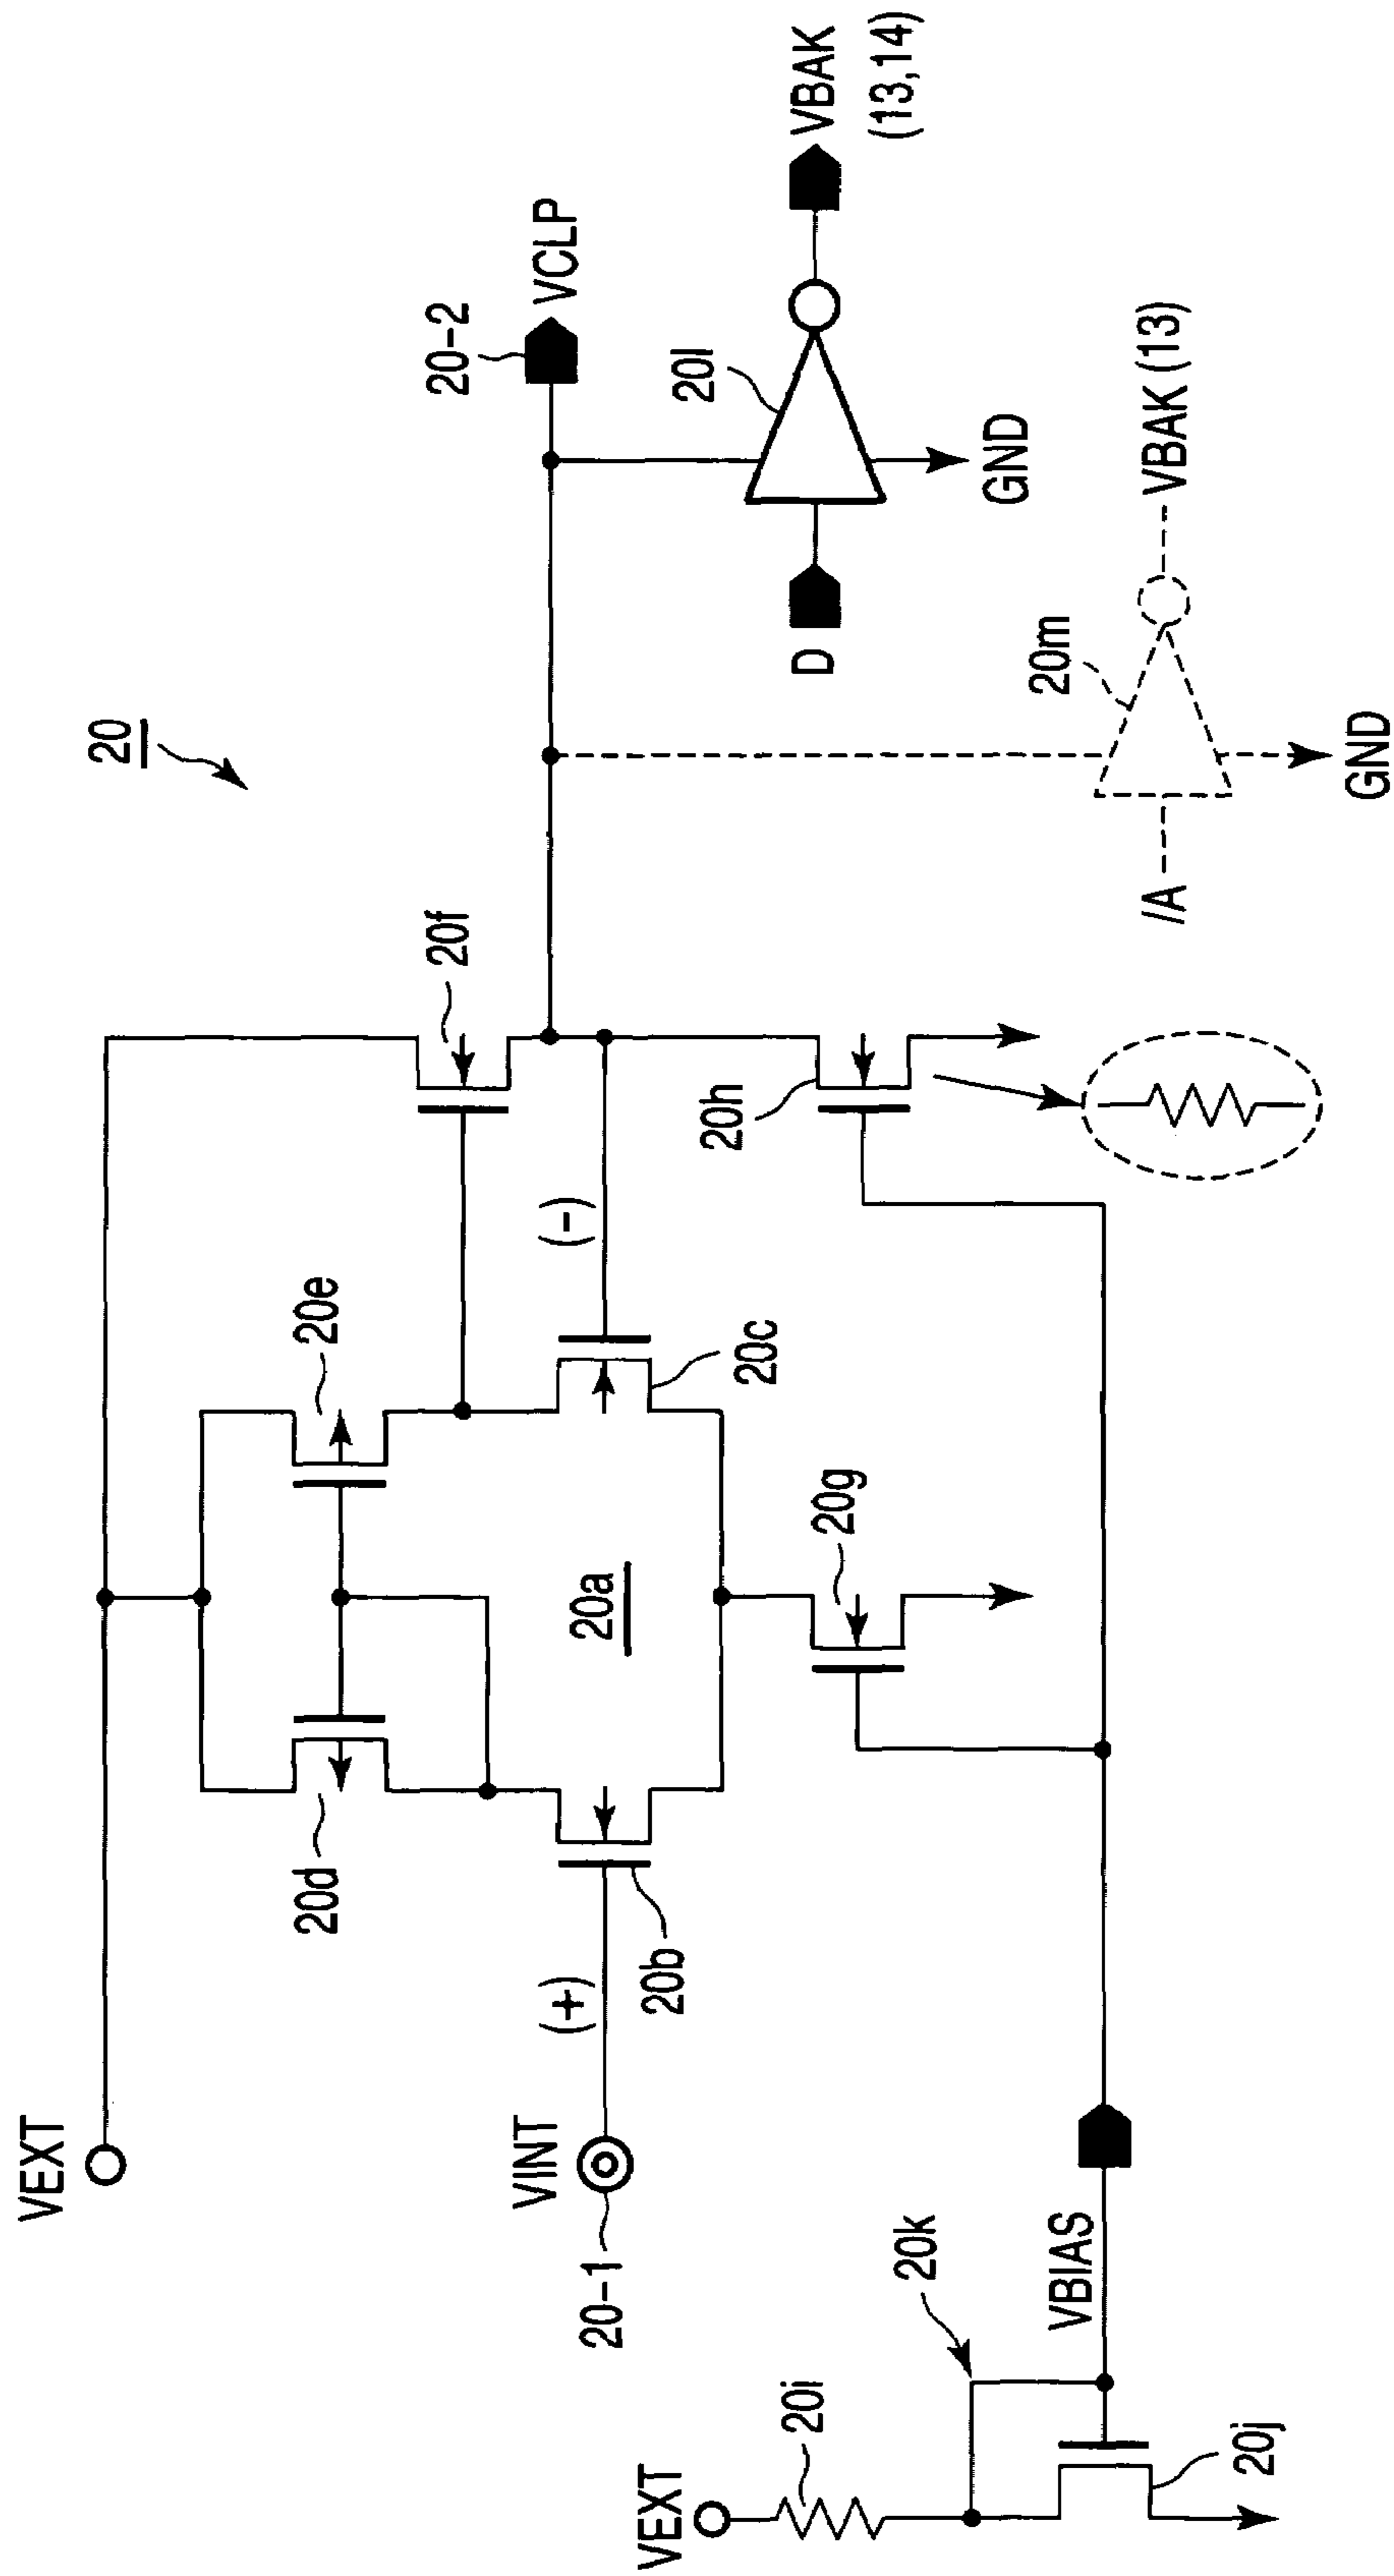 20
VEXT
VINT
20-1
(+)
20b
20d
20e
20a
20c
(-)
20f
20g
20h
20-2
VCLP
D
20l
GND
VBAK
(13,14)
/A
20m
GND
VBAK (13)
VEXT
20i
20k
20j
VBIAS